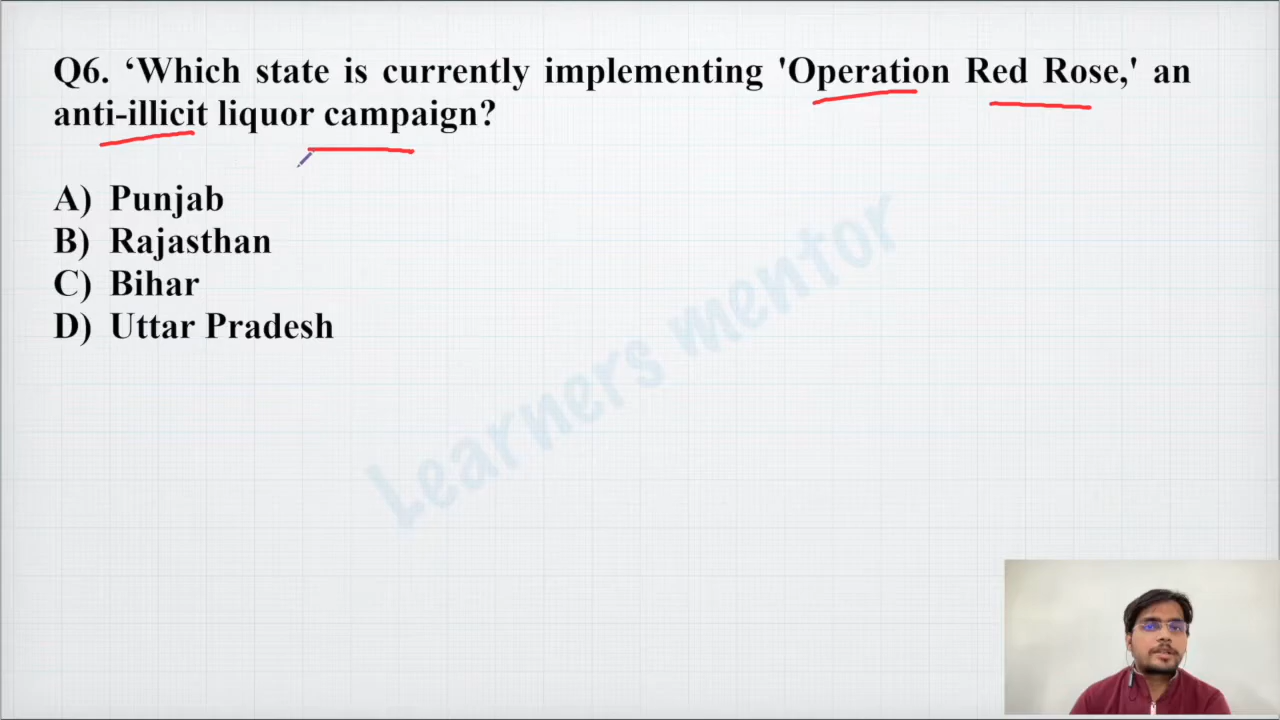 Q6. ‘Which state is currently implementing 'Operation Red Rose,' an
anti-illicit liquor campaign?
A) Punjab
B) Rajasthan
C) Bihar
D) Uttar Pradesh
Learners mentor